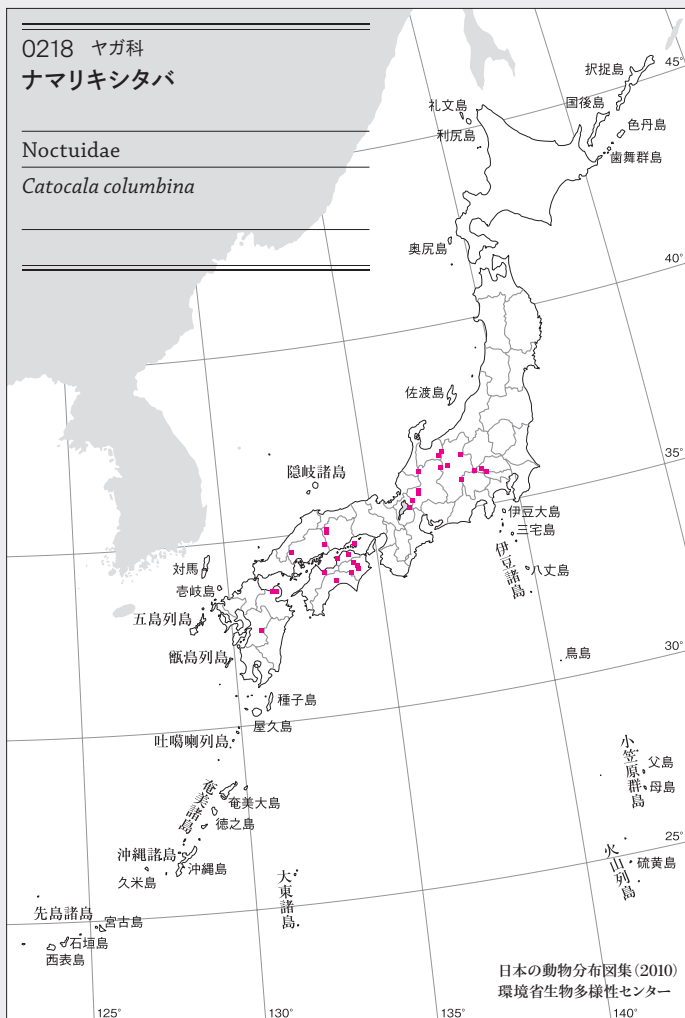 0218 ヤガ科
ナマリキシタバ
Noctuidae
Catocala columbina
45°
択捉島
国後島
礼文島
色丹島
利尻島
歯舞群島
奥尻島
40°
佐渡島
35°
隠岐諸島
伊豆大島
三宅島
伊豆諸島
八丈島
対馬
壱岐島
五島列島
甑島列島
鳥島
30°
種子島
屋久島
吐噶喇列島
小笠原群島
父島
母島
奄美諸島
奄美大島
徳之島
25°
沖縄諸島
沖縄島
久米島
火山列島
硫黄島
大東諸島
先島諸島
宮古島
石垣島
西表島
日本の動物分布図集(2010)
環境省生物多様性センター
125°
130°
135°
140°